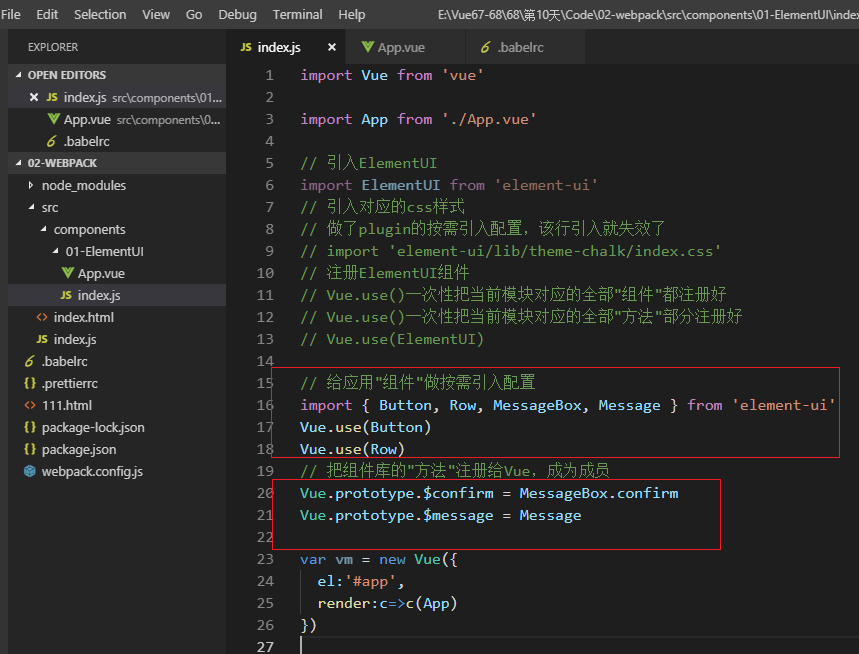 File Edit Selection View Go Debug Terminal Help E:\Vue67-68\68\第10天\Code\02-webpack\src\components\01-ElementUI\index
EXPLORER
OPEN EDITORS
JS index.js src\components\01...
App.vue src\components\0...
.babelrc
02-WEBPACK
node_modules
src
components
01-ElementUI
App.vue
JS index.js
<> index.html
JS index.js
.babelrc
{} .prettierrc
<> 111.html
{} package-lock.json
{} package.json
webpack.config.js
JS index.js × App.vue .babelrc
1 import Vue from 'vue'
2
3 import App from './App.vue'
4
5 // 引入ElementUI
6 import ElementUI from 'element-ui'
7 // 引入对应的css样式
8 // 做了plugin的按需引入配置，该行引入就失效了
9 // import 'element-ui/lib/theme-chalk/index.css'
10 // 注册ElementUI组件
11 // Vue.use()一次性把当前模块对应的全部"组件"都注册好
12 // Vue.use()一次性把当前模块对应的全部"方法"部分注册好
13 // Vue.use(ElementUI)
14
15 // 给应用"组件"做按需引入配置
16 import { Button, Row, MessageBox, Message } from 'element-ui'
17 Vue.use(Button)
18 Vue.use(Row)
19 // 把组件库的"方法"注册给Vue，成为成员
20 Vue.prototype.$confirm = MessageBox.confirm
21 Vue.prototype.$message = Message
22
23 var vm = new Vue({
24 el:'#app',
25 render:c=>c(App)
26 })
27